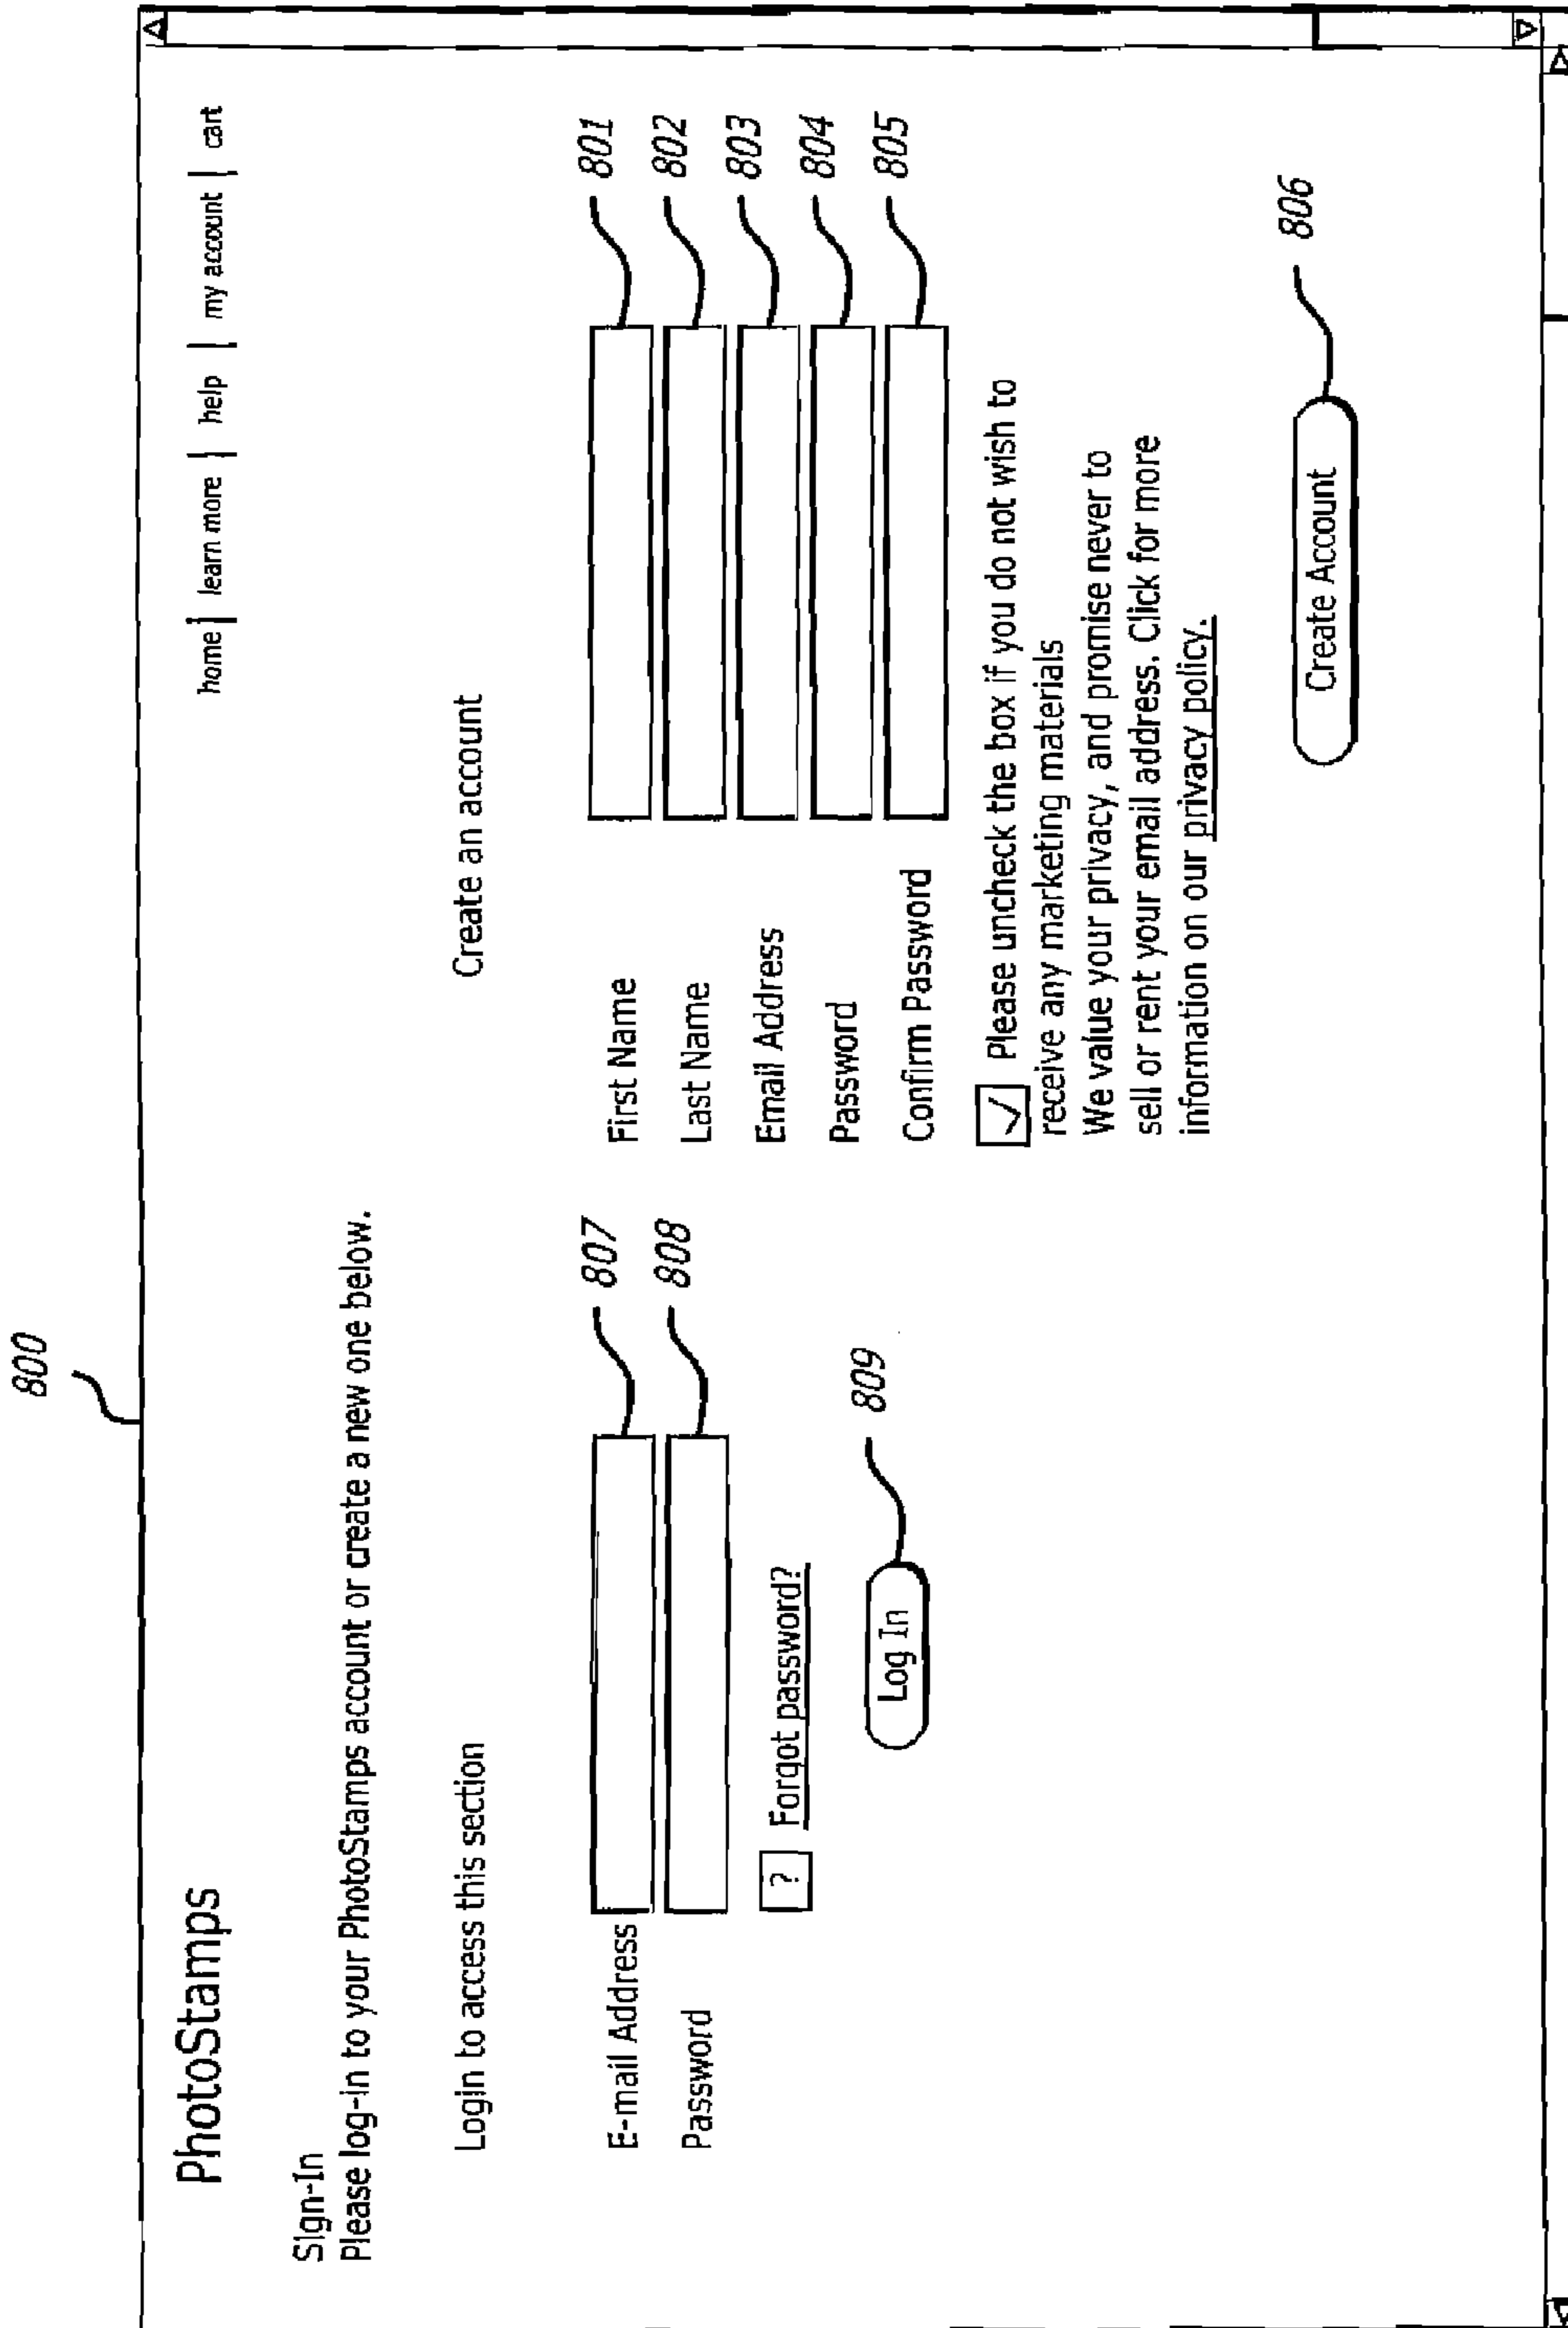 800
PhotoStamps
home | learn more | help | my account | cart
Sign-In
Please log-in to your PhotoStamps account or create a new one below.
Login to access this section
E-mail Address 807
Password 808
? Forgot password?
Log In 809
Create an account
First Name 801
Last Name 802
Email Address 803
Password 804
Confirm Password 805
Please uncheck the box if you do not wish to
receive any marketing materials
We value your privacy, and promise never to
sell or rent your email address. Click for more
information on our privacy policy.
Create Account 806